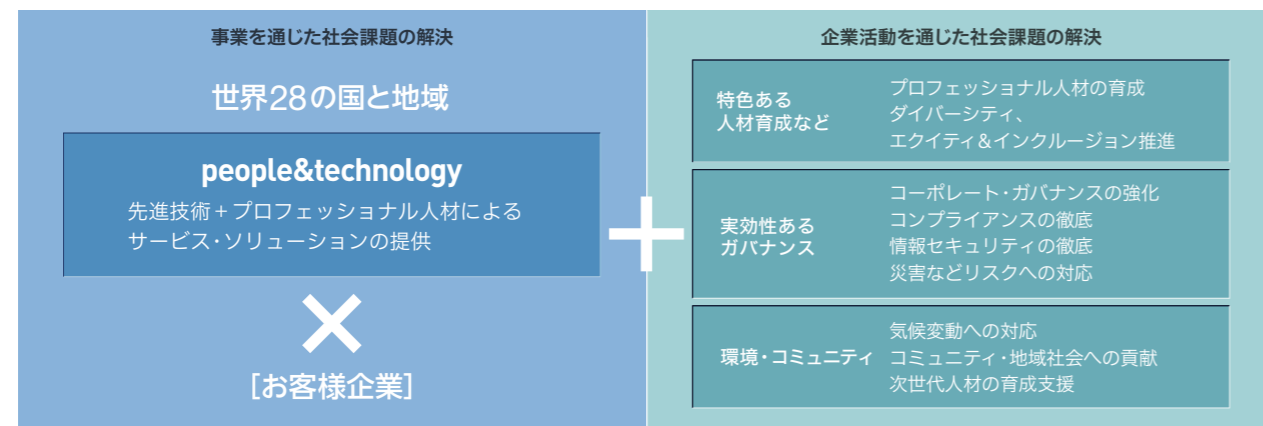 事業を通じた社会課題の解決
世界28の国と地域
people&technology
先進技術+プロフェッショナル人材による
サービス・ソリューションの提供
×
[お客様企業]
+
企業活動を通じた社会課題の解決
特色ある
人材育成など
プロフェッショナル人材の育成
ダイバーシティ、
エクイティ&インクルージョン推進
実効性ある
ガバナンス
コーポレート・ガバナンスの強化
コンプライアンスの徹底
情報セキュリティの徹底
災害などリスクへの対応
環境・コミュニティ
気候変動への対応
コミュニティ・地域社会への貢献
次世代人材の育成支援